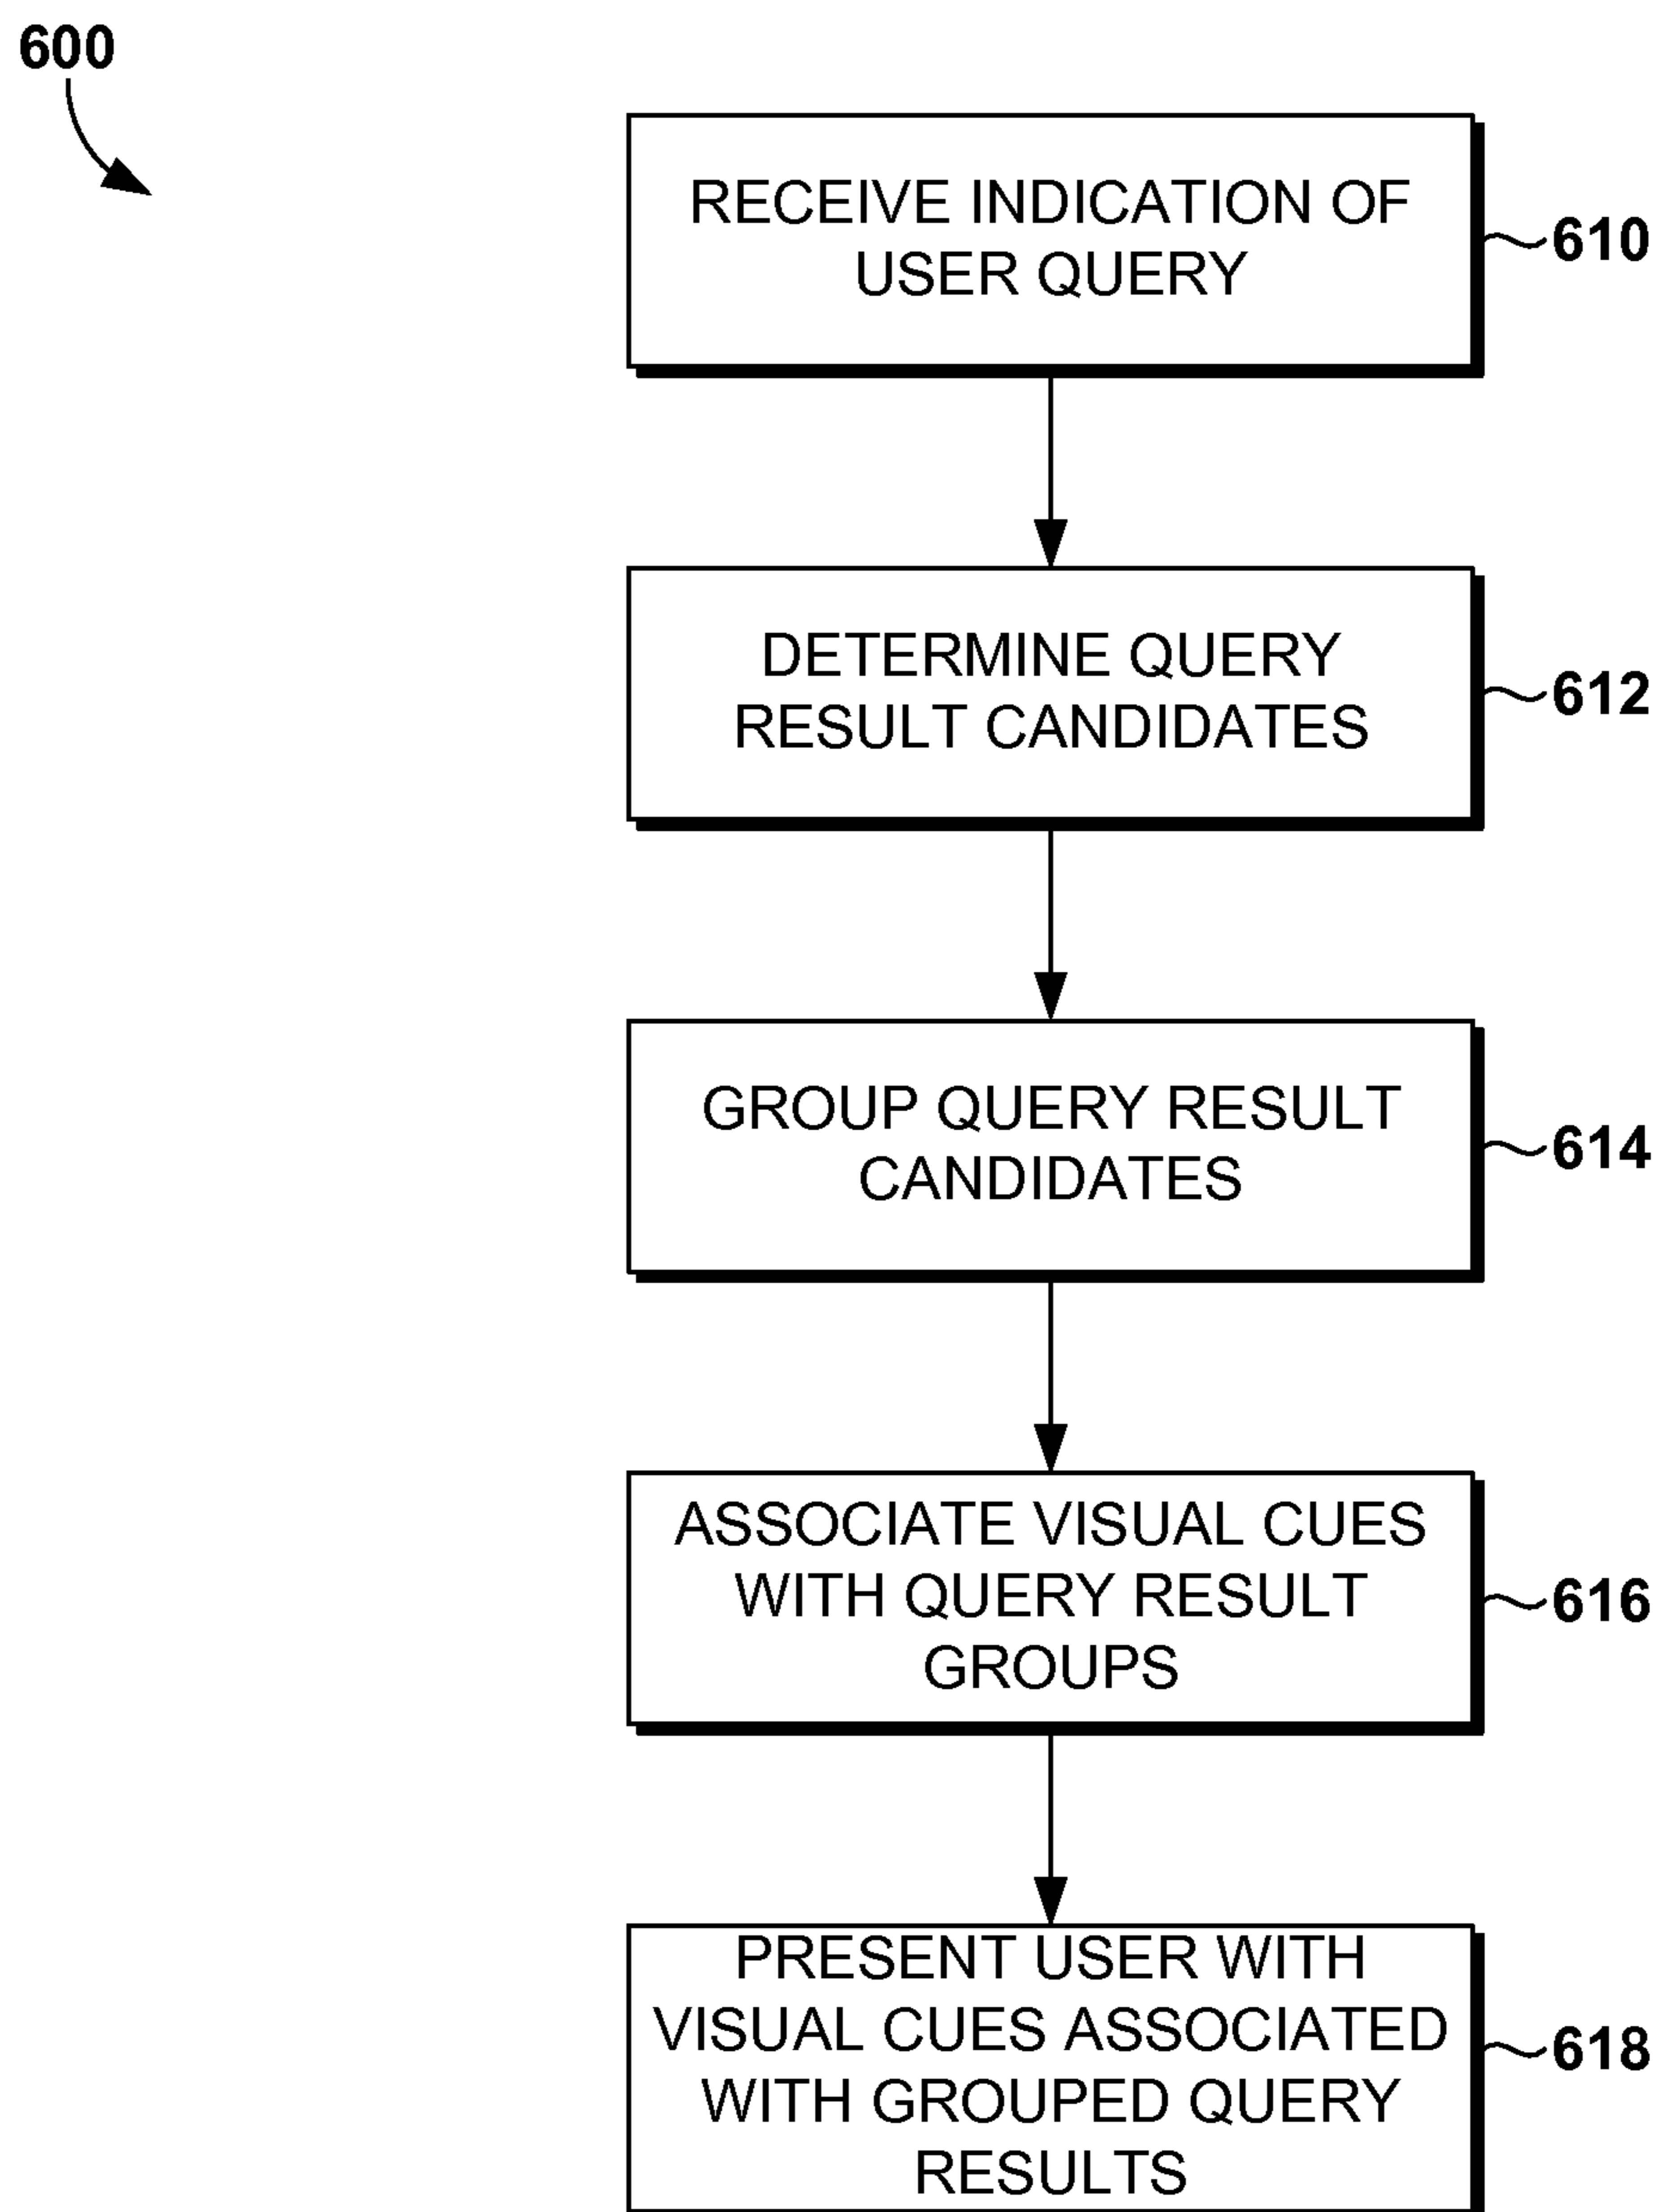 600
RECEIVE INDICATION OF
USER QUERY
610
DETERMINE QUERY
RESULT CANDIDATES
612
GROUP QUERY RESULT
CANDIDATES
614
ASSOCIATE VISUAL CUES
WITH QUERY RESULT
GROUPS
616
PRESENT USER WITH
VISUAL CUES ASSOCIATED
WITH GROUPED QUERY
RESULTS
618